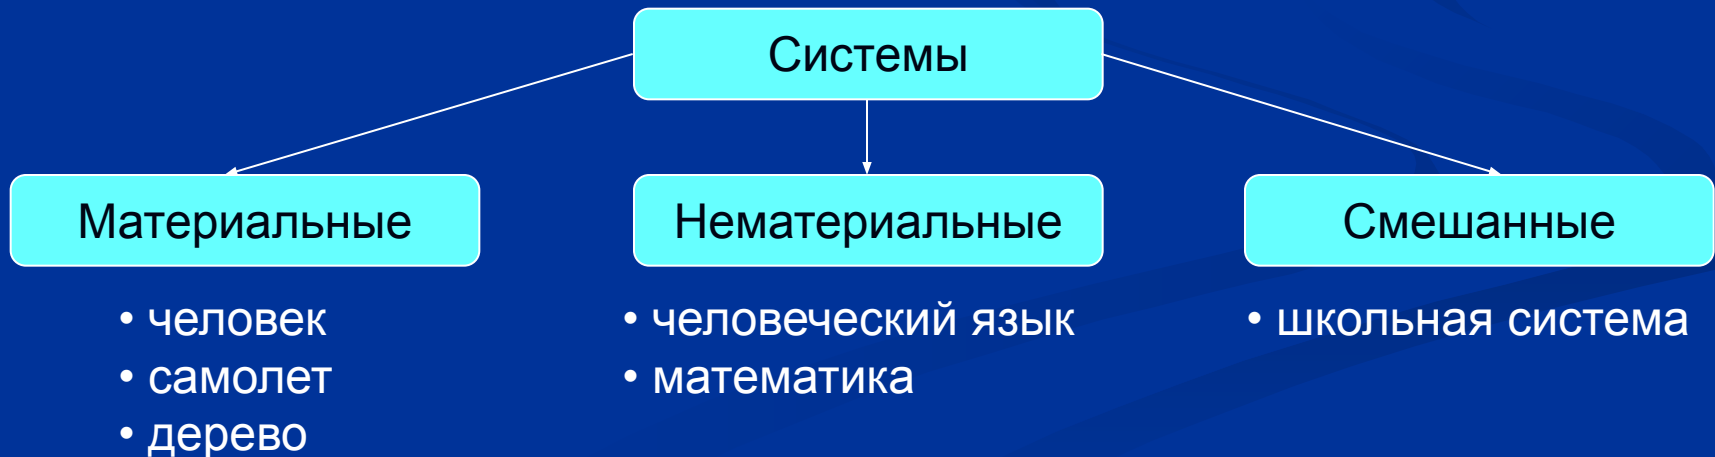 Системы
Материальные
Нематериальные
Смешанные
• человек
• самолет
• дерево
• человеческий язык
• математика
• школьная система